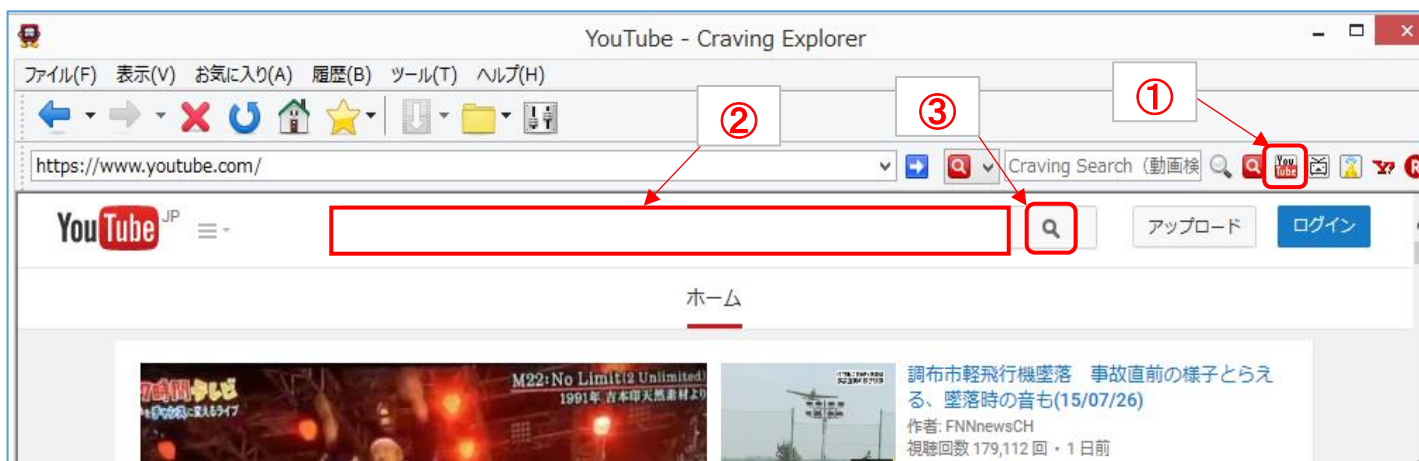 YouTube - Craving Explorer
ファイル(F) 表示(V) お気に入り(A) 履歴(B) ツール(T) ヘルプ(H)
②
③
①
https://www.youtube.com/
Craving Search（動画検
You Tube
You Tube JP
アップロード
ログイン
ホーム
M22:No Limit(2 Unlimited)
1991年 吉本印天然素材より
調布市軽飛行機墜落 事故直前の様子とらえ
る、墜落時の音も(15/07/26)
作者: FNNnewsCH
視聴回数 179,112 回・1 日前